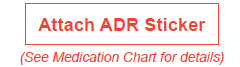 Attach ADR Sticker
(See Medication Chart for details)